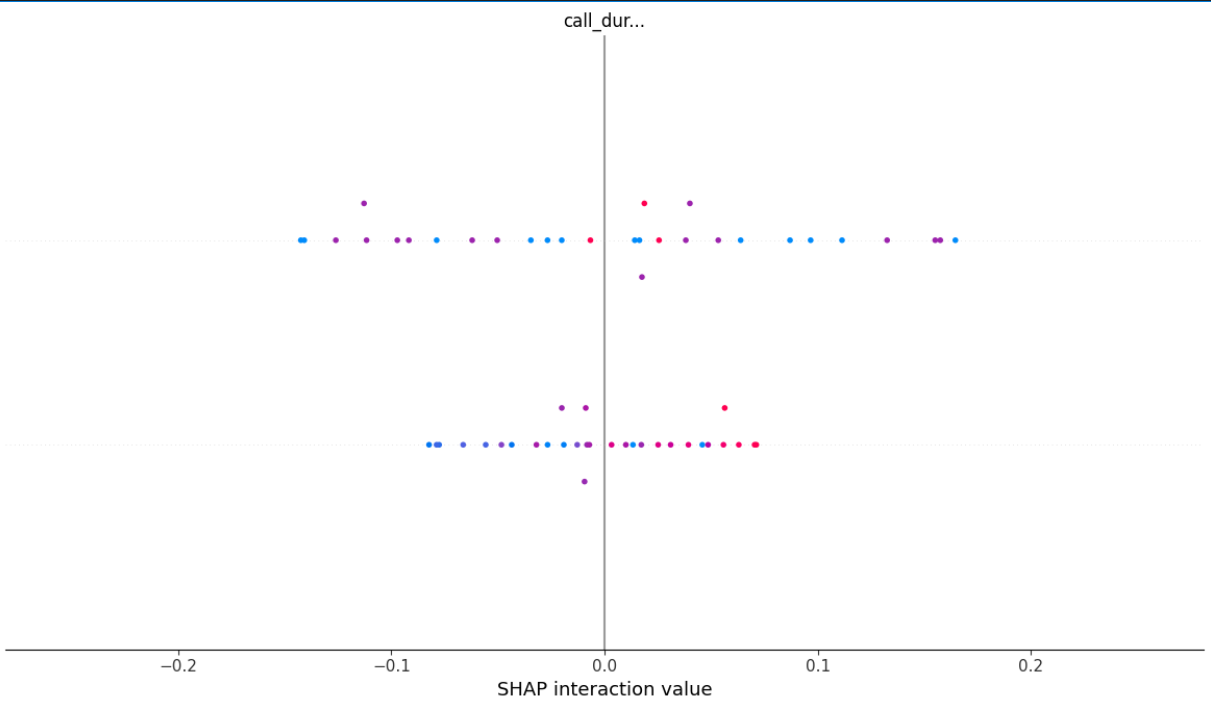 call_dur...
−0.2 −0.1 0.0 0.1 0.2
SHAP interaction value